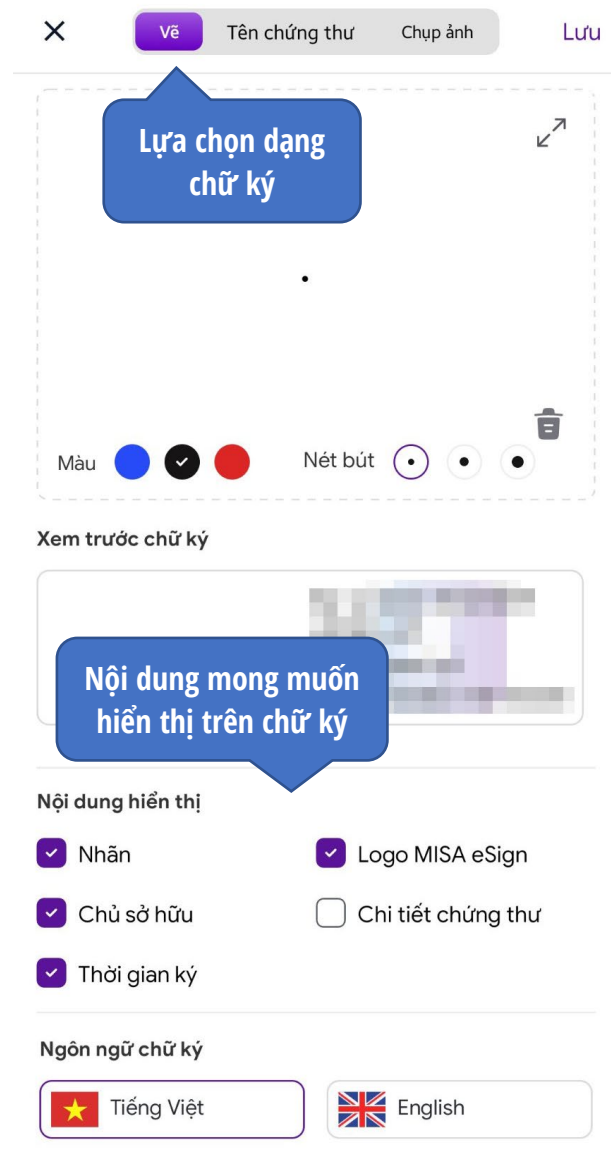 Vẽ Tên chứng thư Chụp ảnh Lưu
Lựa chọn dạng
chữ ký
Màu Nét bút
Xem trước chữ ký
Nội dung mong muốn
hiển thị trên chữ ký
Nội dung hiển thị
Nhãn Logo MISA eSign
Chủ sở hữu Chi tiết chứng thư
Thời gian ký
Ngôn ngữ chữ ký
Tiếng Việt English